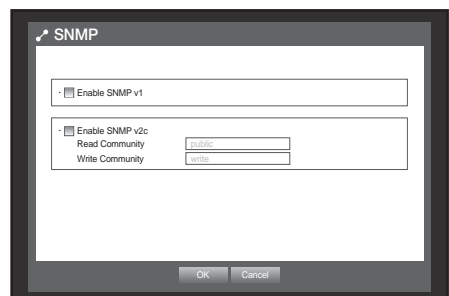 SNMP
· Enable SNMP v1
· Enable SNMP v2c
Read Community public
Write Community write
OK Cancel